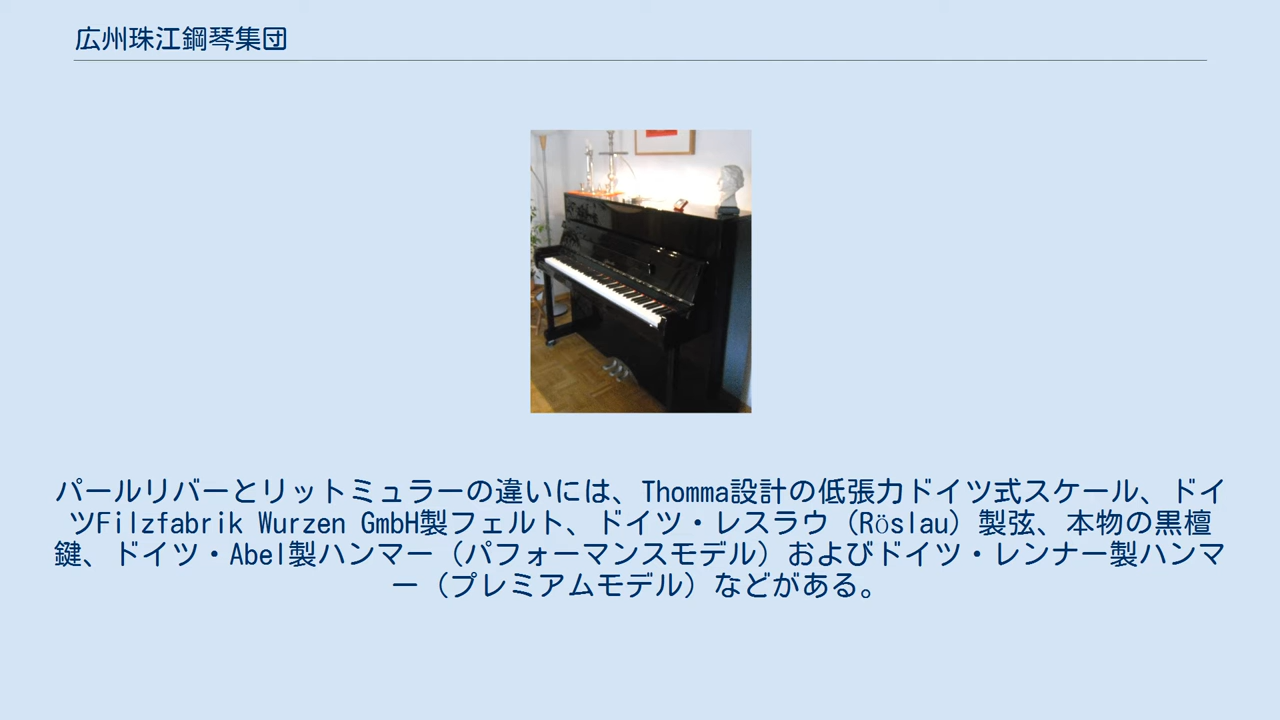 広州珠江鋼琴集団
パールリバーとリットミュラーの違いには、Thomma設計の低張力ドイツ式スケール、ドイ
ツFilzfabrik Wurzen GmbH製フェルト、ドイツ・レスラウ（Röslau）製弦、本物の黒檀
鍵、ドイツ・Abel製ハンマー（パフォーマンスモデル）およびドイツ・レンナー製ハンマ
ー（プレミアムモデル）などがある。